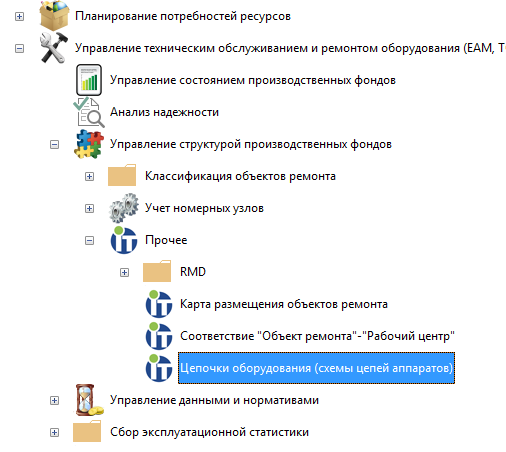 Планирование потребностей ресурсов
Управление техническим обслуживанием и ремонтом оборудования (EAM, Т
Управление состоянием производственных фондов
Анализ надежности
Управление структурой производственных фондов
Классификация объектов ремонта
Учет номерных узлов
Прочее
RMD
Карта размещения объектов ремонта
Соответствие "Объект ремонта"-"Рабочий центр"
Цепочки оборудования (схемы цепей аппаратов)
Управление данными и нормативами
Сбор эксплуатационной статистики